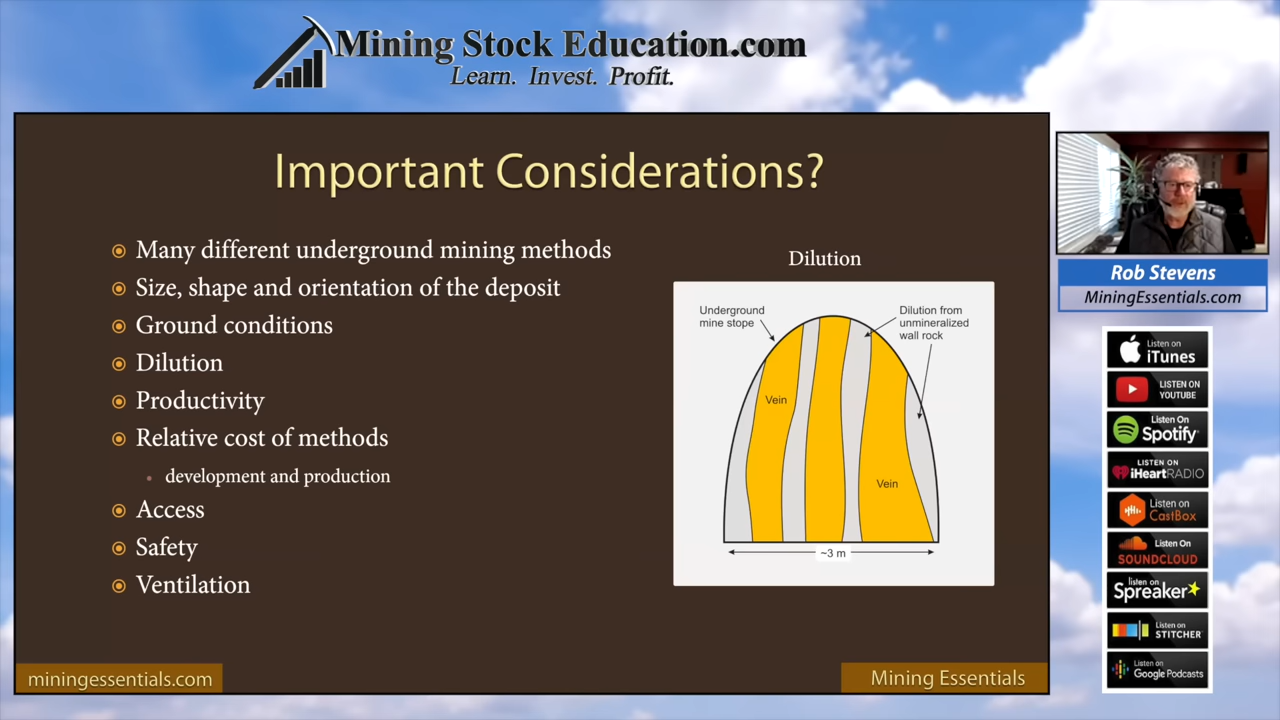 Mining Stock Education.com
Learn. Invest. Profit.
Important Considerations?
Many different underground mining methods
Size, shape and orientation of the deposit
Ground conditions
Dilution
Productivity
Relative cost of methods
development and production
Access
Safety
Ventilation
Dilution
Underground
mine stope
Dilution from
unmineralized
wall rock
Vein
Vein
~3 m
miningessentials.com
Mining Essentials
Rob Stevens
MiningEssentials.com
Listen on
iTunes
LISTEN ON
YOUTUBE
Listen On
Spotify
LISTEN ON
iHeartRADIO
Listen on
CastBox
Listen On
SOUNDCLOUD
listen on
Spreaker
Listen on
STITCHER
Listen on
Google Podcasts